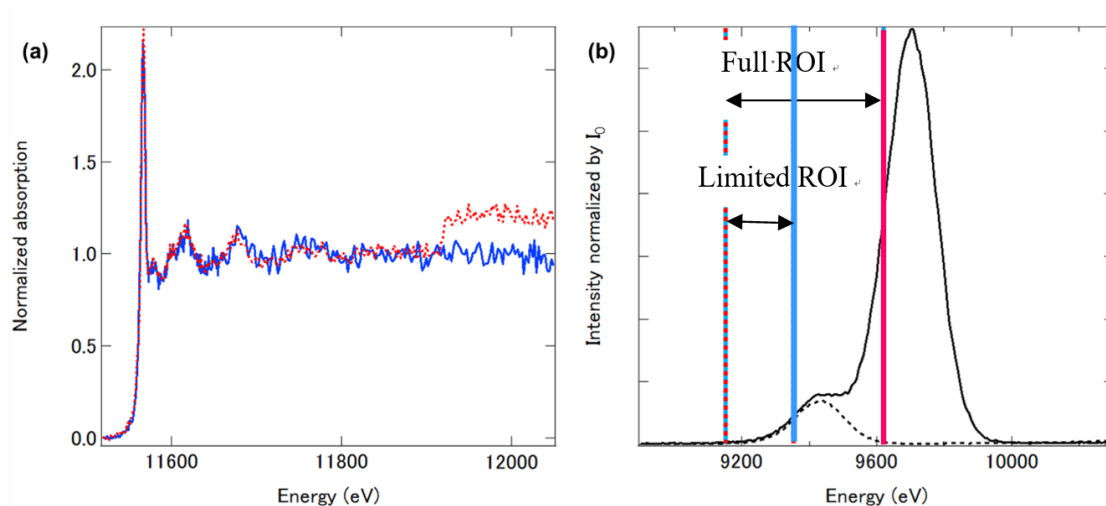 (a)
Normalized absorption
2.0
1.5
1.0
0.5
0.0
11600
11800
12000
Energy (eV)
(b)
Intensity normalized by I0
Full ROI
Limited ROI
9200
9600
10000
Energy (eV)